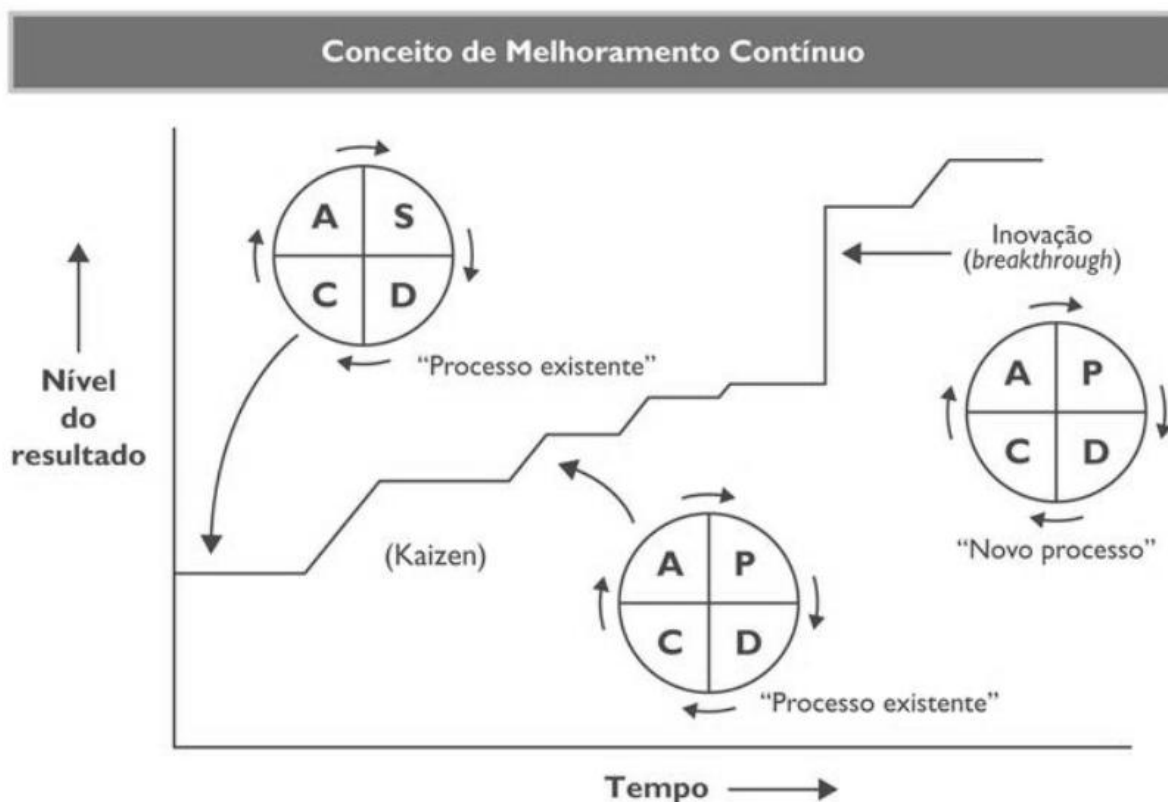 Conceito de Melhoramento Contínuo
A S
C D
"Processo existente"
Nível
do
resultado
(Kaizen)
A P
C D
"Processo existente"
Inovação
(breakthrough)
A P
C D
"Novo processo"
Tempo